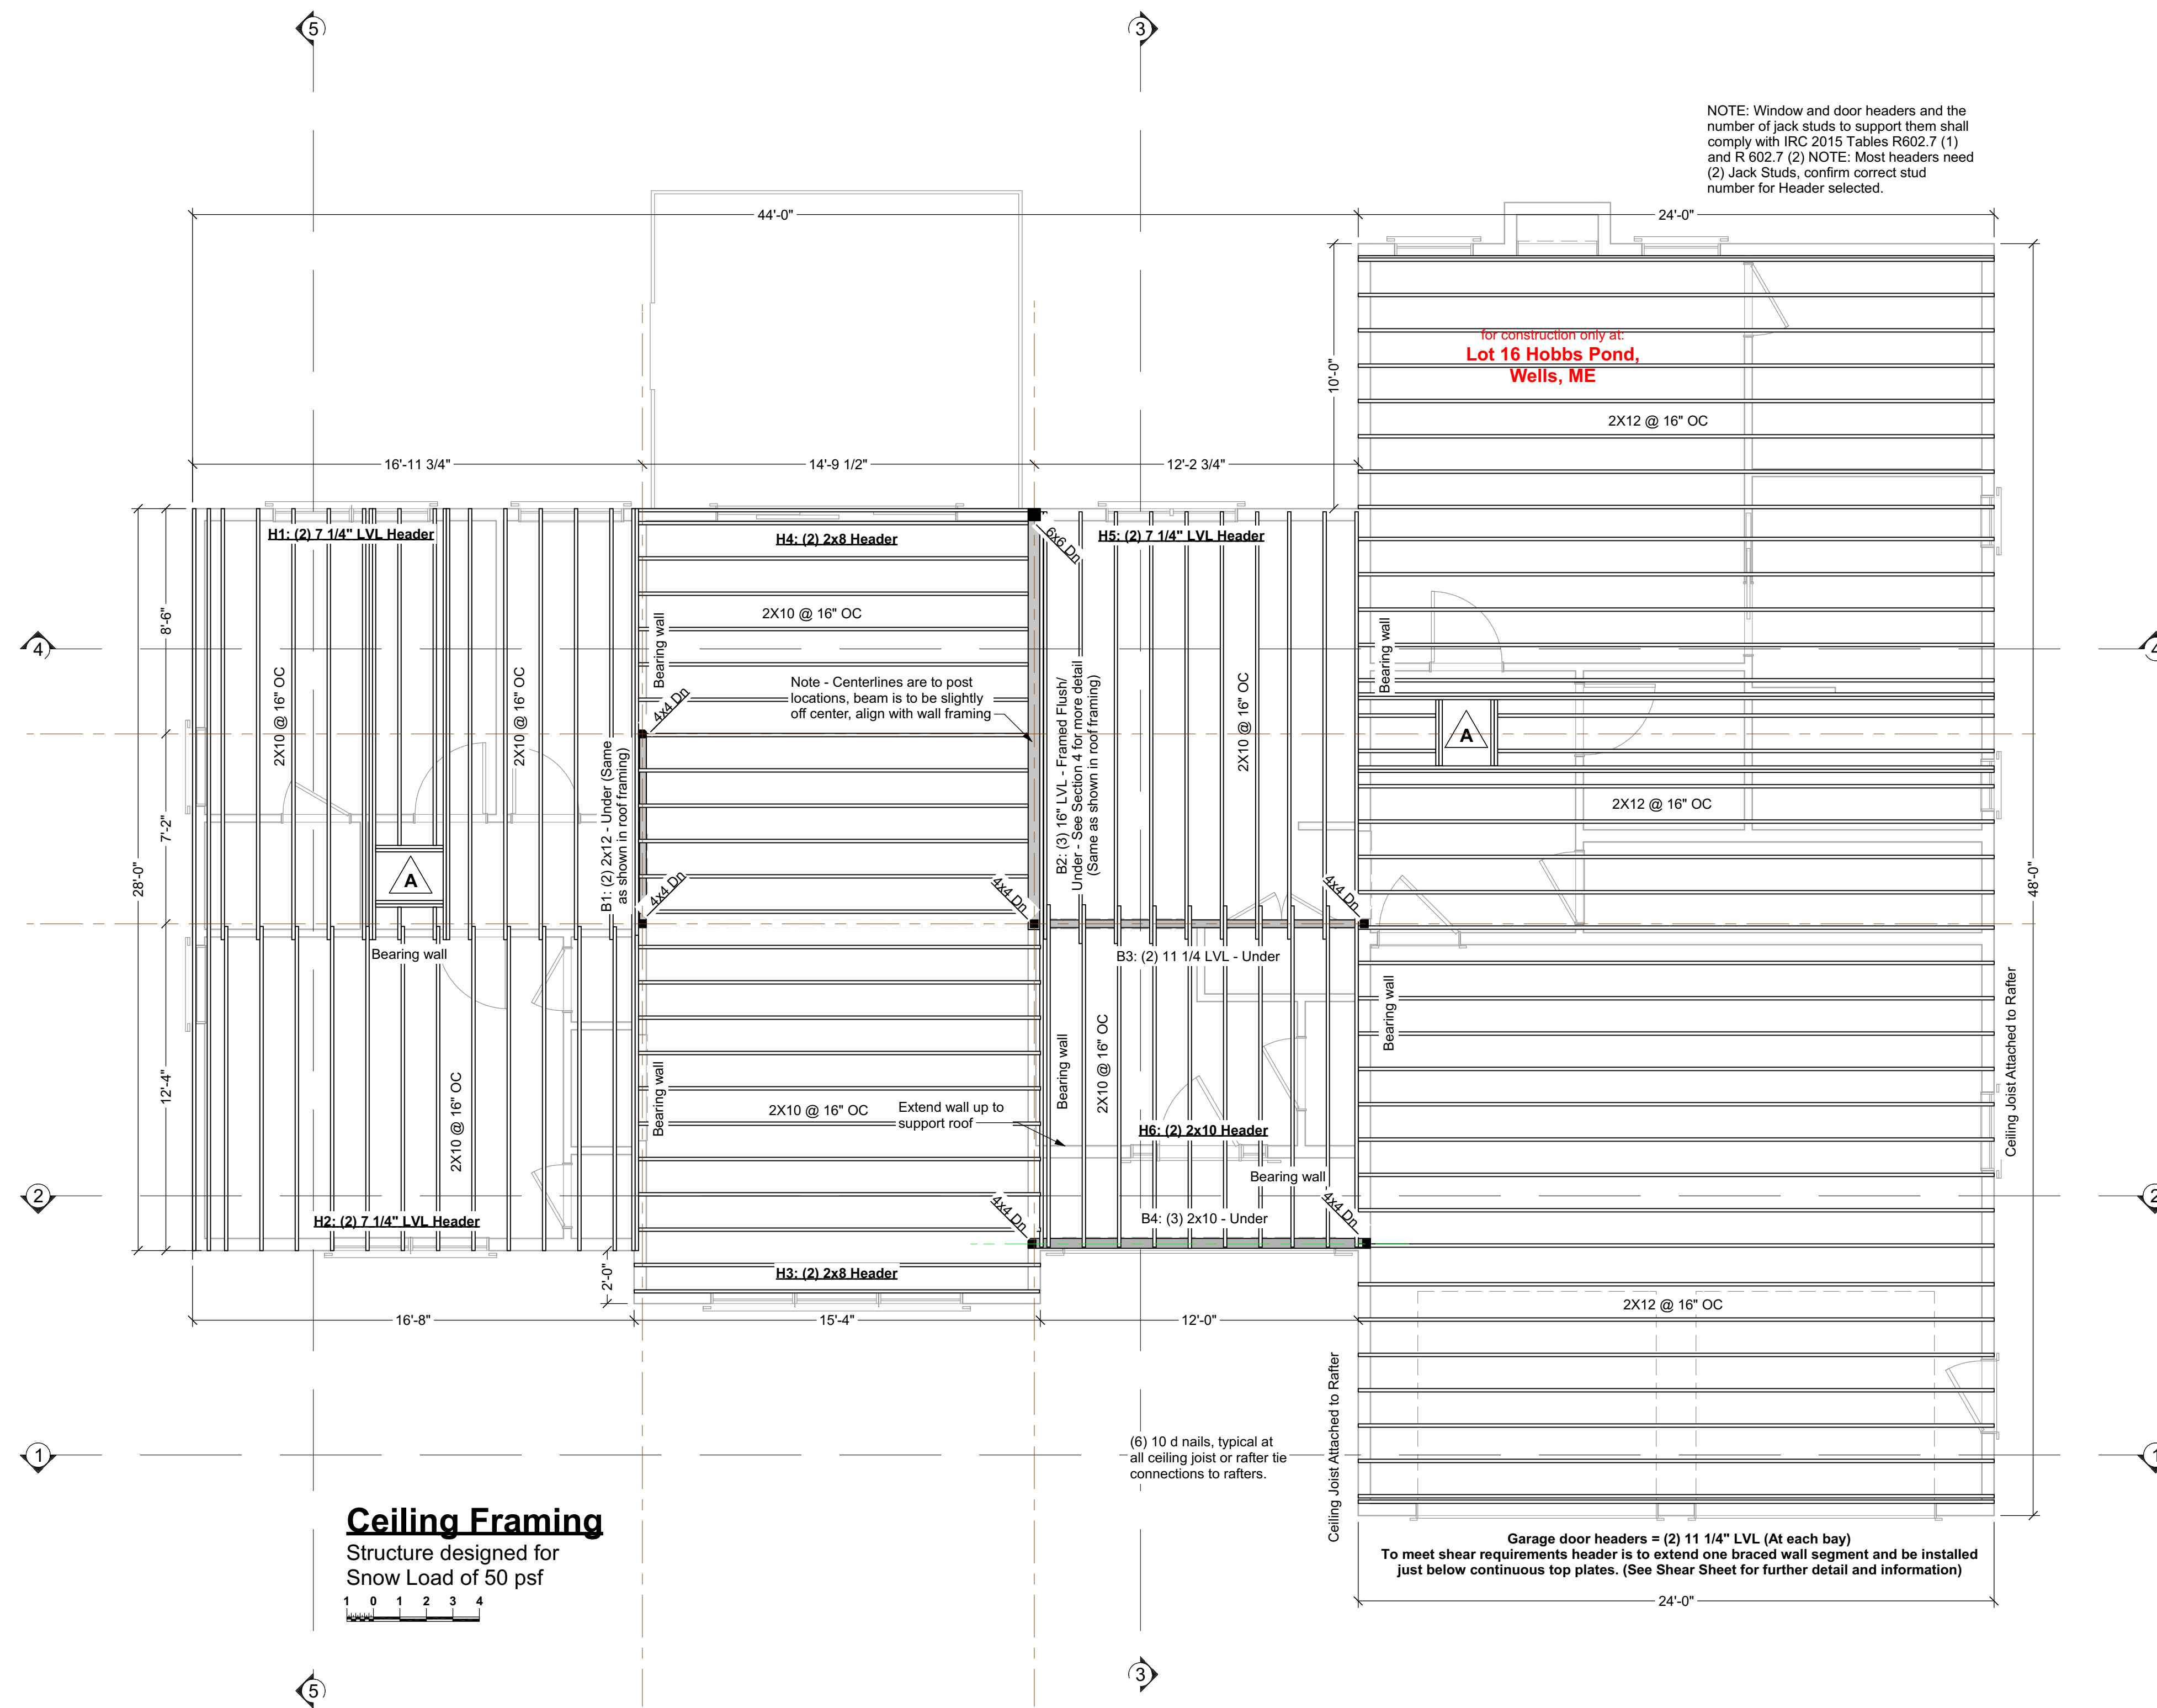 5
3
NOTE: Window and door headers and the
number of jack studs to support them shall
comply with IRC 2015 Tables R602.7 (1)
and R 602.7 (2) NOTE: Most headers need
(2) Jack Studs, confirm correct stud
number for Header selected.
44'-0"
24'-0"
for construction only at:
Lot 16 Hobbs Pond,
Wells, ME
10'-0"
2X12 @ 16" OC
16'-11 3/4"
14'-9 1/2"
12'-2 3/4"
H1: (2) 7 1/4" LVL Header
H4: (2) 2x8 Header
H5: (2) 7 1/4" LVL Header
6x6 Dn
8'-6"
2X10 @ 16" OC
Bearing wall
Bearing wall
4
4
2X10 @ 16" OC
2X10 @ 16" OC
2X10 @ 16" OC
Note - Centerlines are to post
locations, beam is to be slightly
off center, align with wall framing
4x4 Dn
A
B1: (2) 2x12 - Under (Same
as shown in roof framing)
B2: (3) 16" LVL - Framed Flush/
Under - See Section 4 for more detail
(Same as shown in roof framing)
2X12 @ 16" OC
7'-2"
28'-0"
48'-0"
A
4x4 Dn
4x4 Dn
4x4 Dn
Bearing wall
B3: (2) 11 1/4 LVL - Under
Bearing wall
Ceiling Joist Attached to Rafter
12'-4"
2X10 @ 16" OC
Bearing wall
2X10 @ 16" OC
Extend wall up to
support roof
Bearing wall
2X10 @ 16" OC
H6: (2) 2x10 Header
Bearing wall
2
2
H2: (2) 7 1/4" LVL Header
4x4 Dn
B4: (3) 2x10 - Under
4x4 Dn
2'-0"
H3: (2) 2x8 Header
2X12 @ 16" OC
16'-8"
15'-4"
12'-0"
Ceiling Joist Attached to Rafter
(6) 10 d nails, typical at
all ceiling joist or rafter tie
connections to rafters.
1
1
Ceiling Framing
Structure designed for
Snow Load of 50 psf
1 0 1 2 3 4
Garage door headers = (2) 11 1/4" LVL (At each bay)
To meet shear requirements header is to extend one braced wall segment and be installed
just below continuous top plates. (See Shear Sheet for further detail and information)
24'-0"
5
3